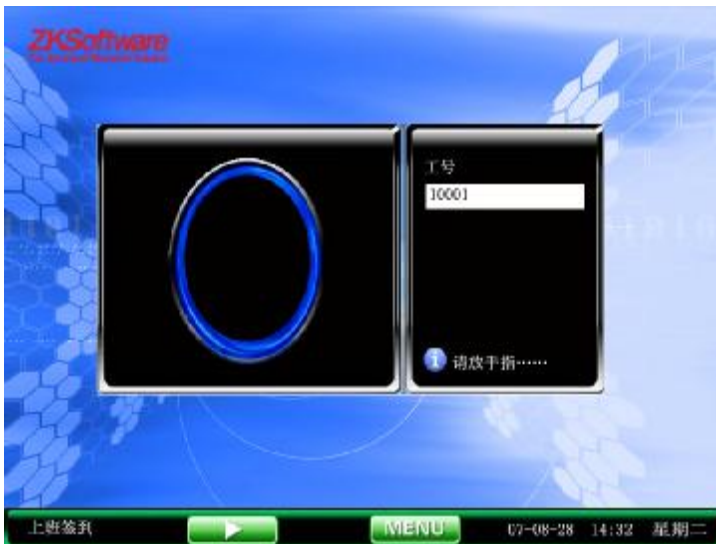 ZKSoftware
工号
10001
请放手指……
上班签到
MENU
07-08-28 14:32 星期二